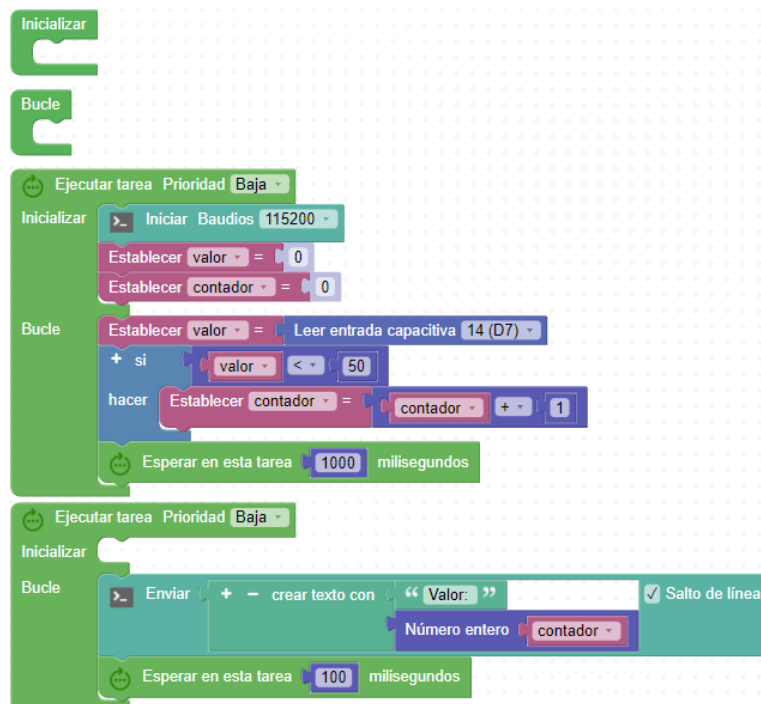 Inicializar
Bucle
Ejecutar tarea Prioridad Baja
Inicializar >_ Iniciar Baudios 115200
Establecer valor = 0
Establecer contador = 0
Bucle Establecer valor = Leer entrada capacitiva 14 (D7)
+ si valor < 50
hacer Establecer contador = contador + 1
Esperar en esta tarea 1000 milisegundos
Ejecutar tarea Prioridad Baja
Inicializar
Bucle >_ Enviar + − crear texto con “ Valor: ” ✓ Salto de línea
Número entero contador
Esperar en esta tarea 100 milisegundos